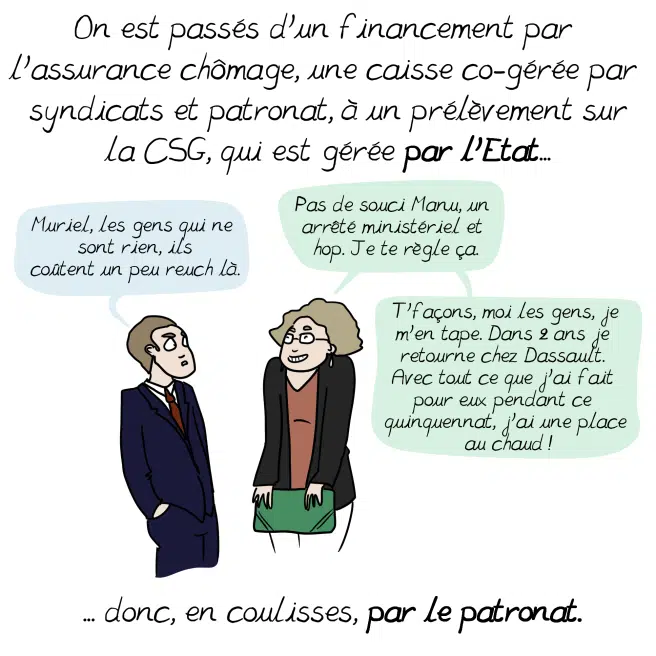 On est passés d'un financement par
l'assurance chômage, une caisse co-gérée par
syndicats et patronat, à un prélèvement sur
la CSG, qui est gérée par l'Etat...
Muriel, les gens qui ne
sont rien, ils
coûtent un peu reuch là.
Pas de souci Manu, un
arrêté ministériel et
hop. Je te règle ça.
T'façons, moi les gens, je
m'en tape. Dans 2 ans je
retourne chez Dassault.
Avec tout ce que j'ai fait
pour eux pendant ce
quinquennat, j'ai une place
au chaud !
... donc, en coulisses, par le patronat.